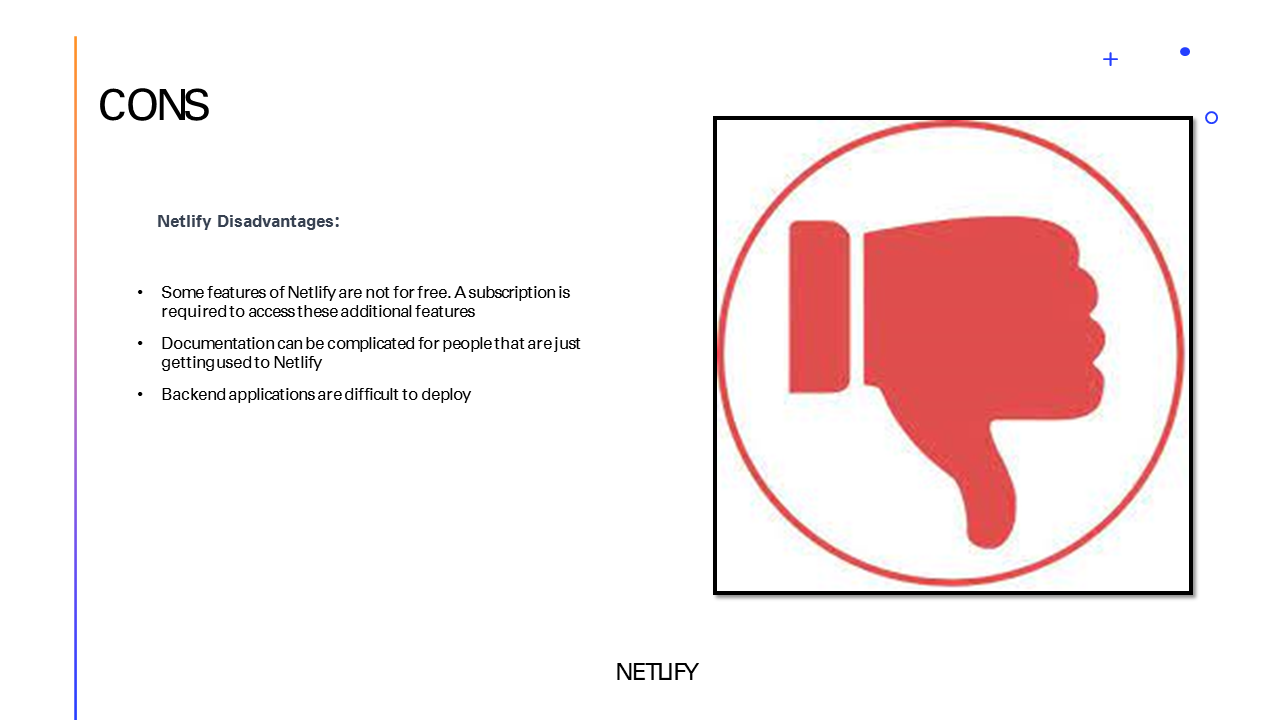 CONS
Netlify Disadvantages:
• Some features of Netlify are not for free. A subscription is
required to access these additional features
• Documentation can be complicated for people that are just
getting used to Netlify
• Backend applications are difficult to deploy
NETLIFY